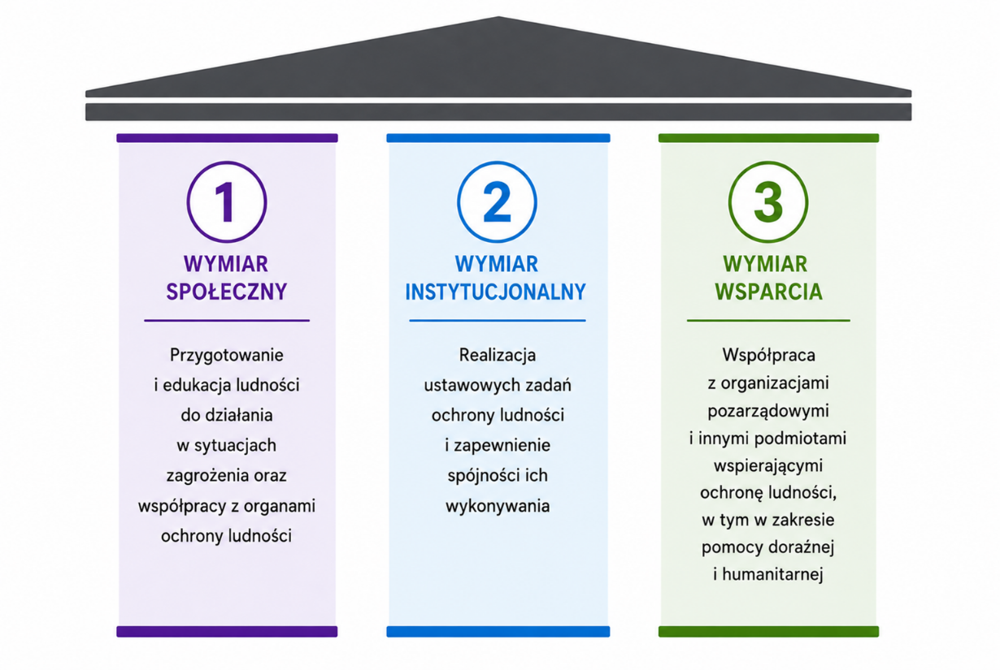 1
WYMIAR
SPOŁECZNY
Przygotowanie
i edukacja ludności
do działania
w sytuacjach
zagrożenia oraz
współpracy z organami
ochrony ludności
2
WYMIAR
INSTYTUCJONALNY
Realizacja
ustawowych zadań
ochrony ludności
i zapewnienie
spójności ich
wykonywania
3
WYMIAR
WSPARCIA
Współpraca
z organizacjami
pozarządowymi
i innymi podmiotami
wspierającymi
ochronę ludności,
w tym w zakresie
pomocy doraźnej
i humanitarnej